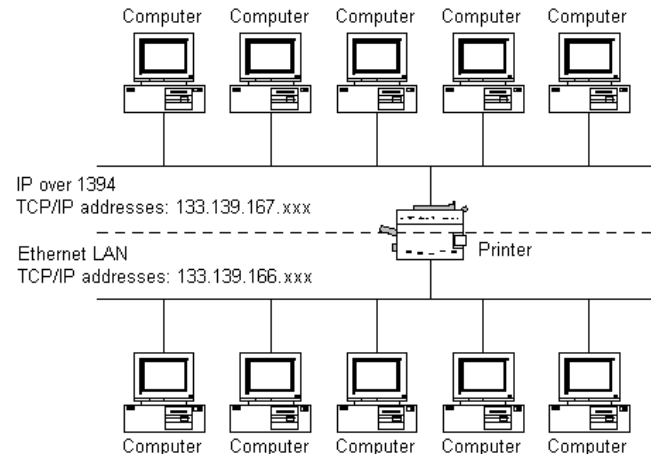 Computer Computer Computer Computer Computer
IP over 1394
TCP/IP addresses: 133.139.167.xxx
Printer
Ethernet LAN
TCP/IP addresses: 133.139.166.xxx
Computer Computer Computer Computer Computer